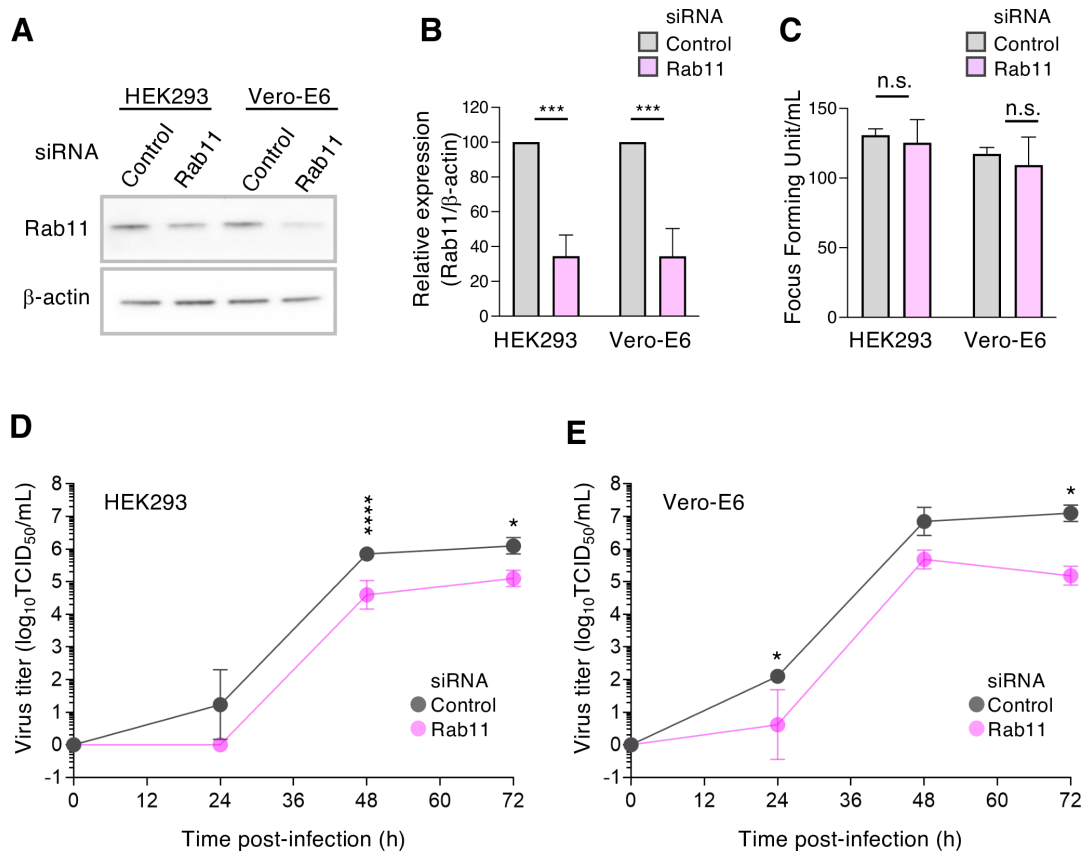 A
HEK293 Vero-E6
siRNA Control Rab11 Control Rab11
Rab11
β-actin
B
siRNA
Control
Rab11
Relative expression
(Rab11/β-actin)
120
100
80
60
40
20
0
*** ***
HEK293 Vero-E6
C
siRNA
Control
Rab11
Focus Forming Unit/mL
150
100
50
0
n.s. n.s.
HEK293 Vero-E6
D
HEK293
Virus titer (log₁₀TCID₅₀/mL)
8
7
6
5
4
3
2
1
0
-1
**** *
siRNA
Control
Rab11
0 12 24 36 48 60 72
Time post-infection (h)
E
Vero-E6
Virus titer (log₁₀TCID₅₀/mL)
8
7
6
5
4
3
2
1
0
-1
* *
siRNA
Control
Rab11
0 12 24 36 48 60 72
Time post-infection (h)